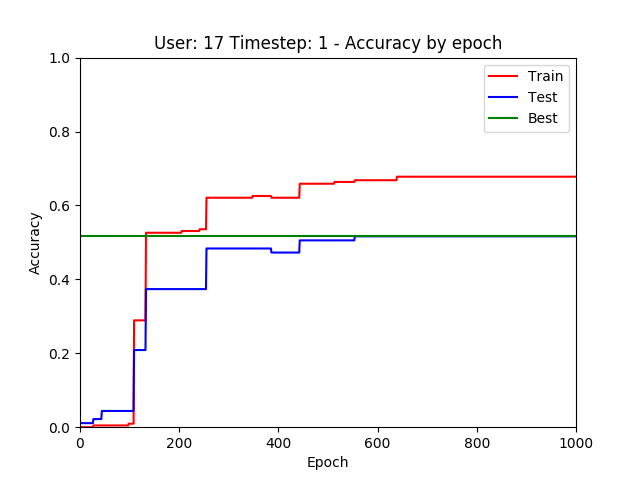 User: 17 Timestep: 1 - Accuracy by epoch
Train
Test
Best
1.0
0.8
0.6
0.4
0.2
0.0
Accuracy
0 200 400 600 800 1000
Epoch